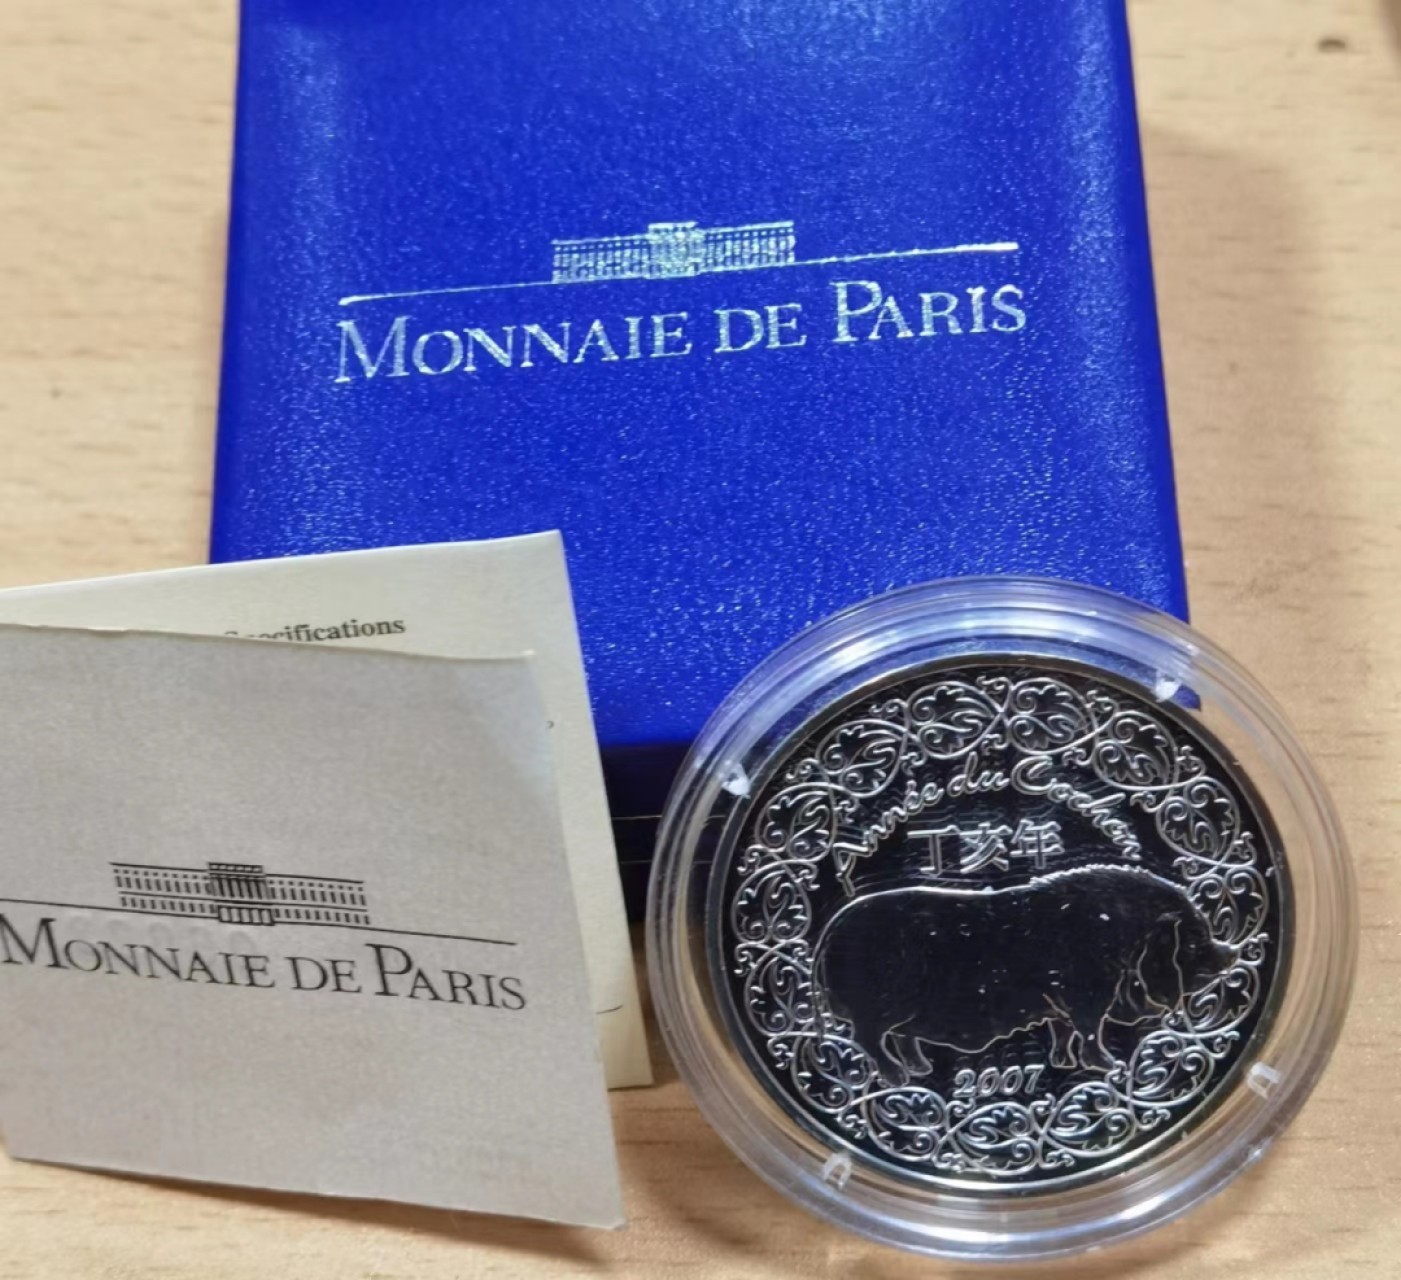 MONNAIE DE PARIS
Specifications
MONNAIE DE PARIS
Année du Cochon
丁亥年
2007